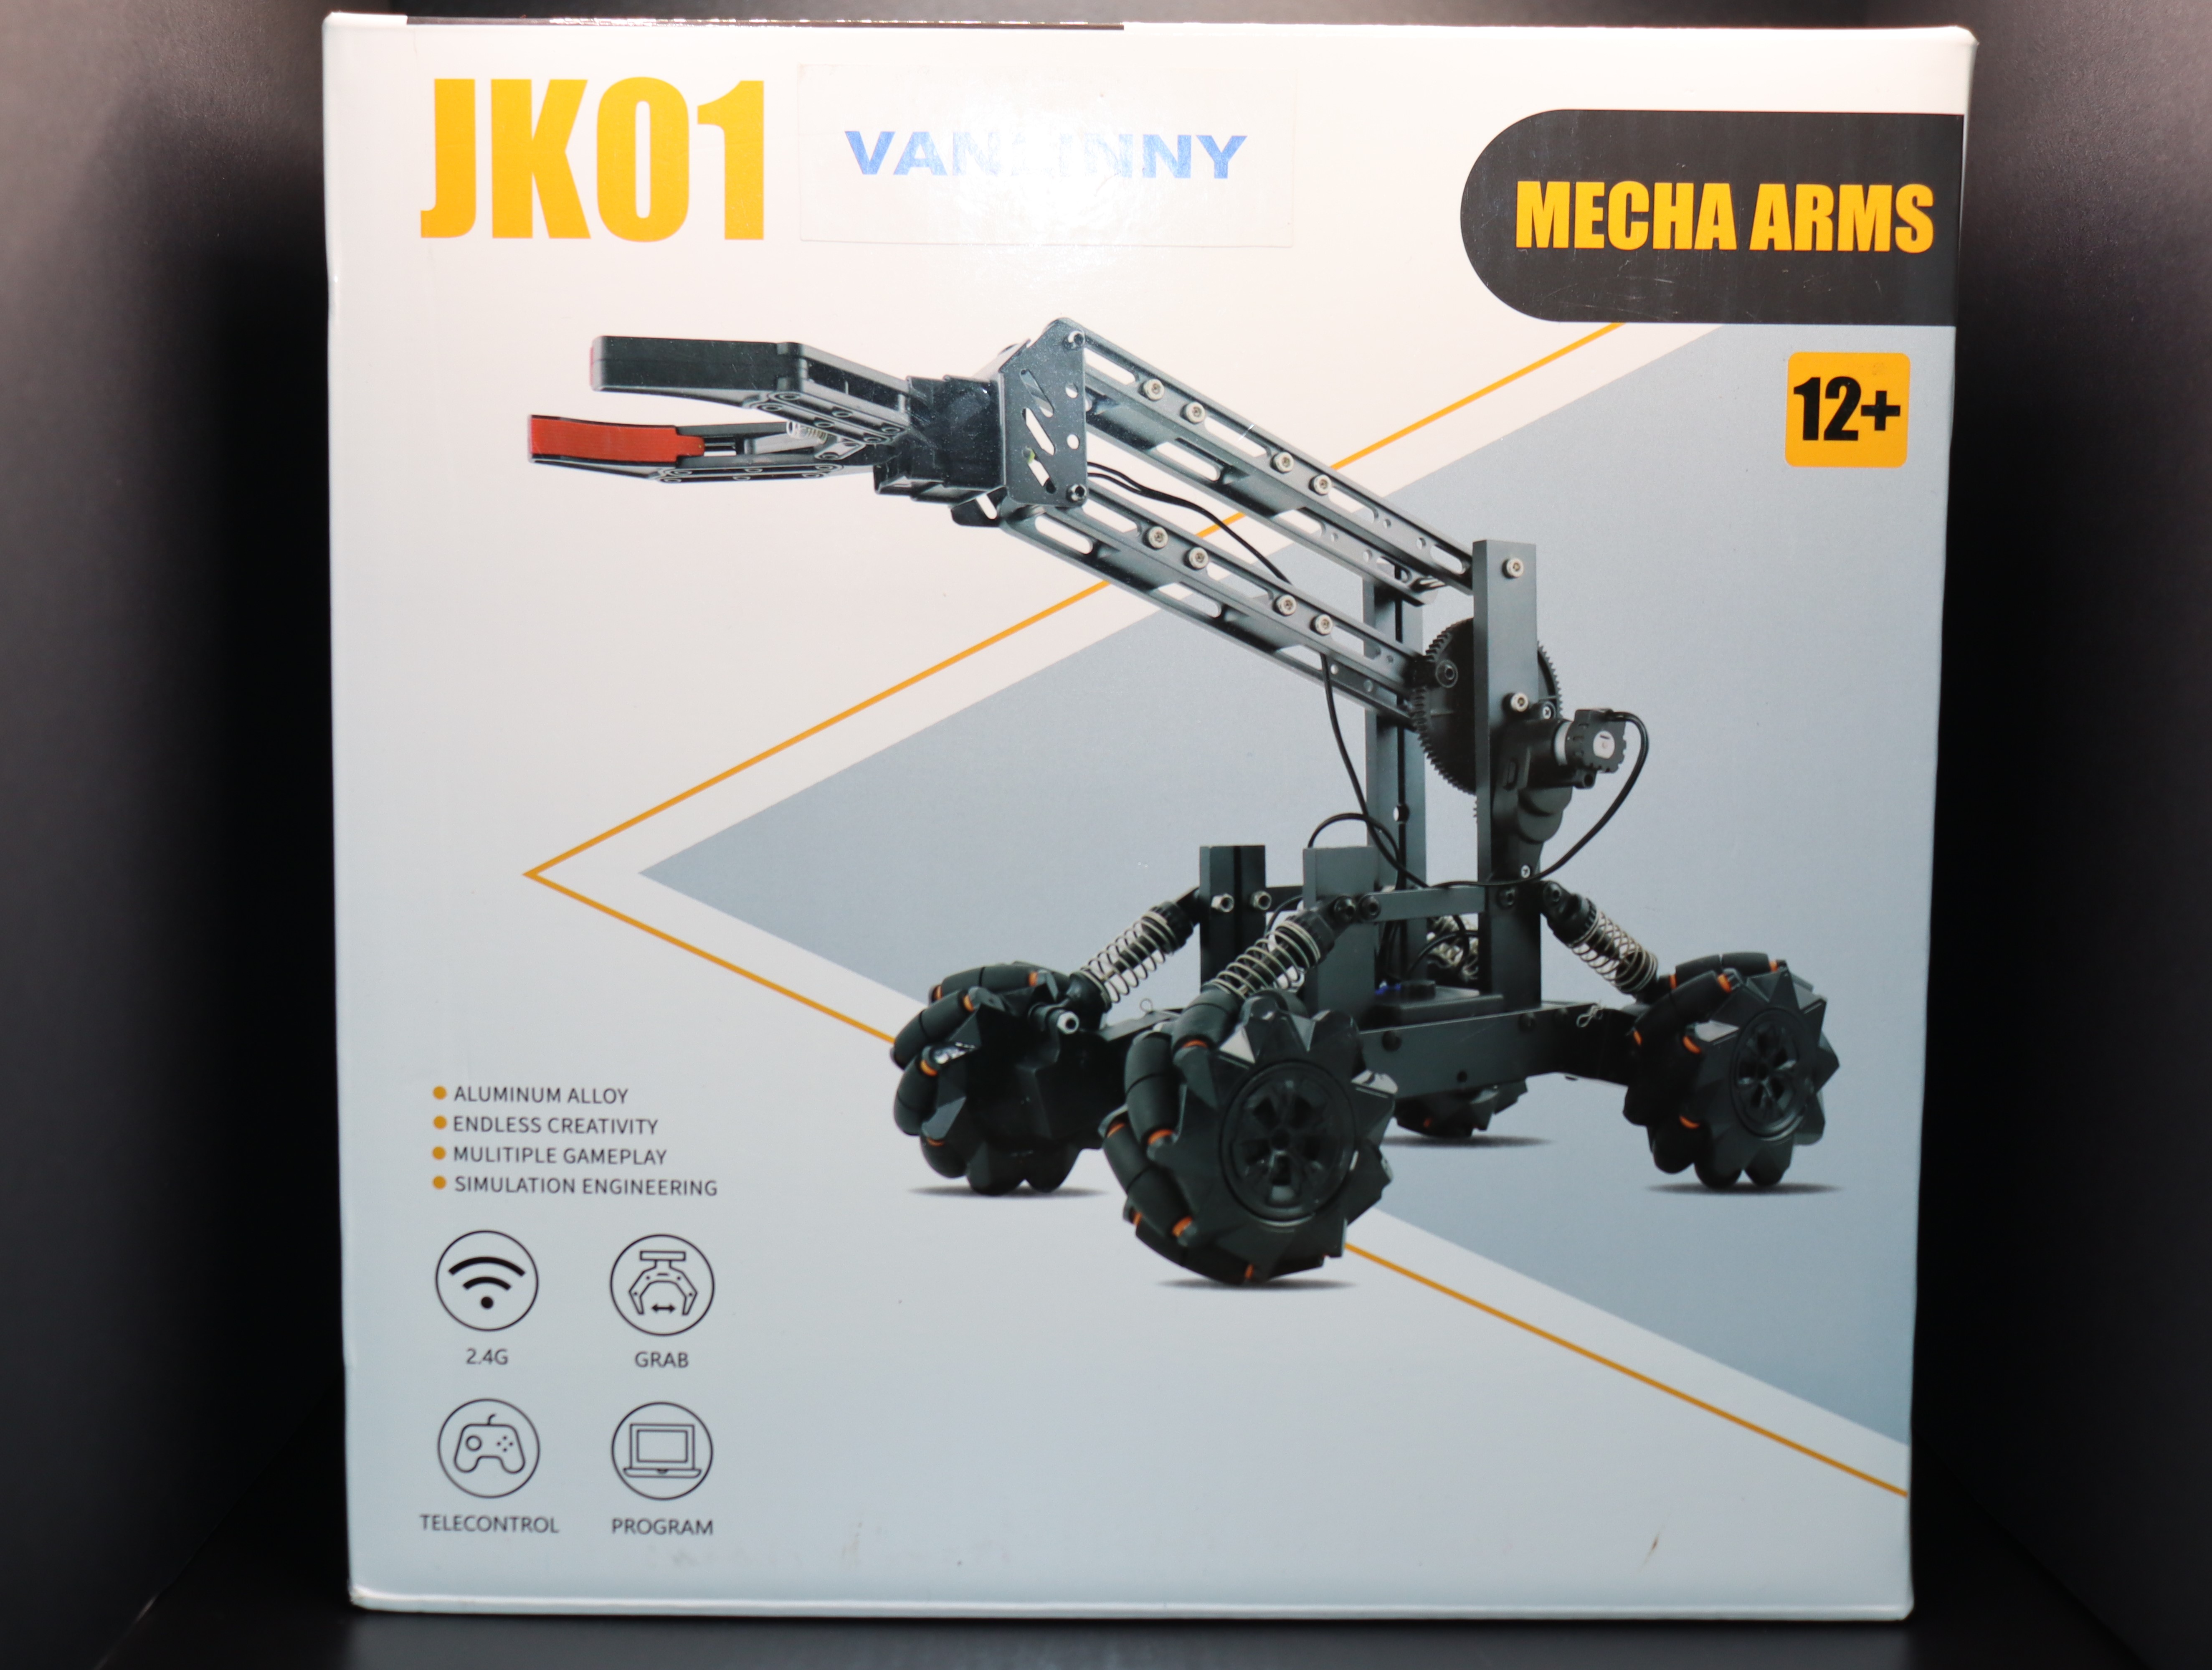 JK01
MECHA ARMS
12+
ALUMINUM ALLOY
ENDLESS CREATIVITY
MULITIPLE GAMEPLAY
SIMULATION ENGINEERING
2.4G
GRAB
TELECONTROL
PROGRAM